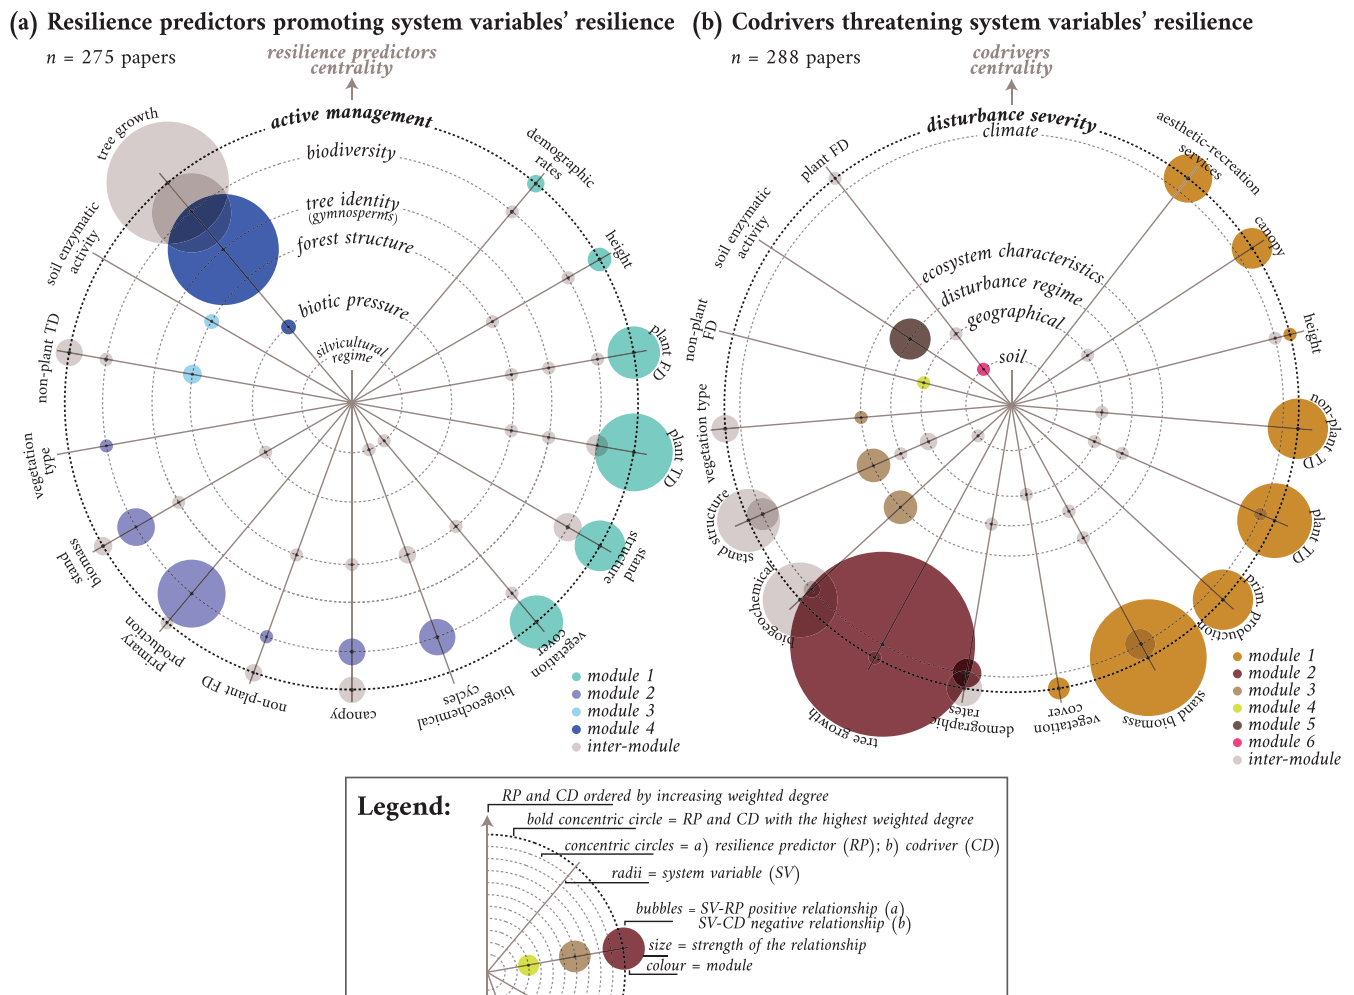 (a) Resilience predictors promoting system variables' resilience
n = 275 papers
resilience predictors
centrality
active management
biodiversity
tree identity
(gymnosperms)
forest structure
biotic pressure
silvicultural
regime
tree growth
demographic
rates
height
plant
FD
plant
TD
stand
structure
vegetation
cover
biogeochemical
cycles
canopy
non-plant FD
primary
production
stand
biomass
vegetation
type
non-plant TD
soil enzymatic
activity
module 1
module 2
module 3
module 4
inter-module
(b) Codrivers threatening system variables' resilience
n = 288 papers
codrivers
centrality
disturbance severity
climate
ecosystem characteristics
disturbance regime
geographical
soil
plant FD
aesthetic-recreation
services
canopy
height
non-plant
TD
plant
TD
prim.
production
stand biomass
vegetation
cover
demographic
rates
tree growth
biogeochemical
stand structure
vegetation type
non-plant
FD
soil enzymatic
activity
module 1
module 2
module 3
module 4
module 5
module 6
inter-module
Legend:
RP and CD ordered by increasing weighted degree
bold concentric circle = RP and CD with the highest weighted degree
concentric circles = a) resilience predictor (RP); b) codriver (CD)
radii = system variable (SV)
bubbles = SV-RP positive relationship (a)
SV-CD negative relationship (b)
size = strength of the relationship
colour = module